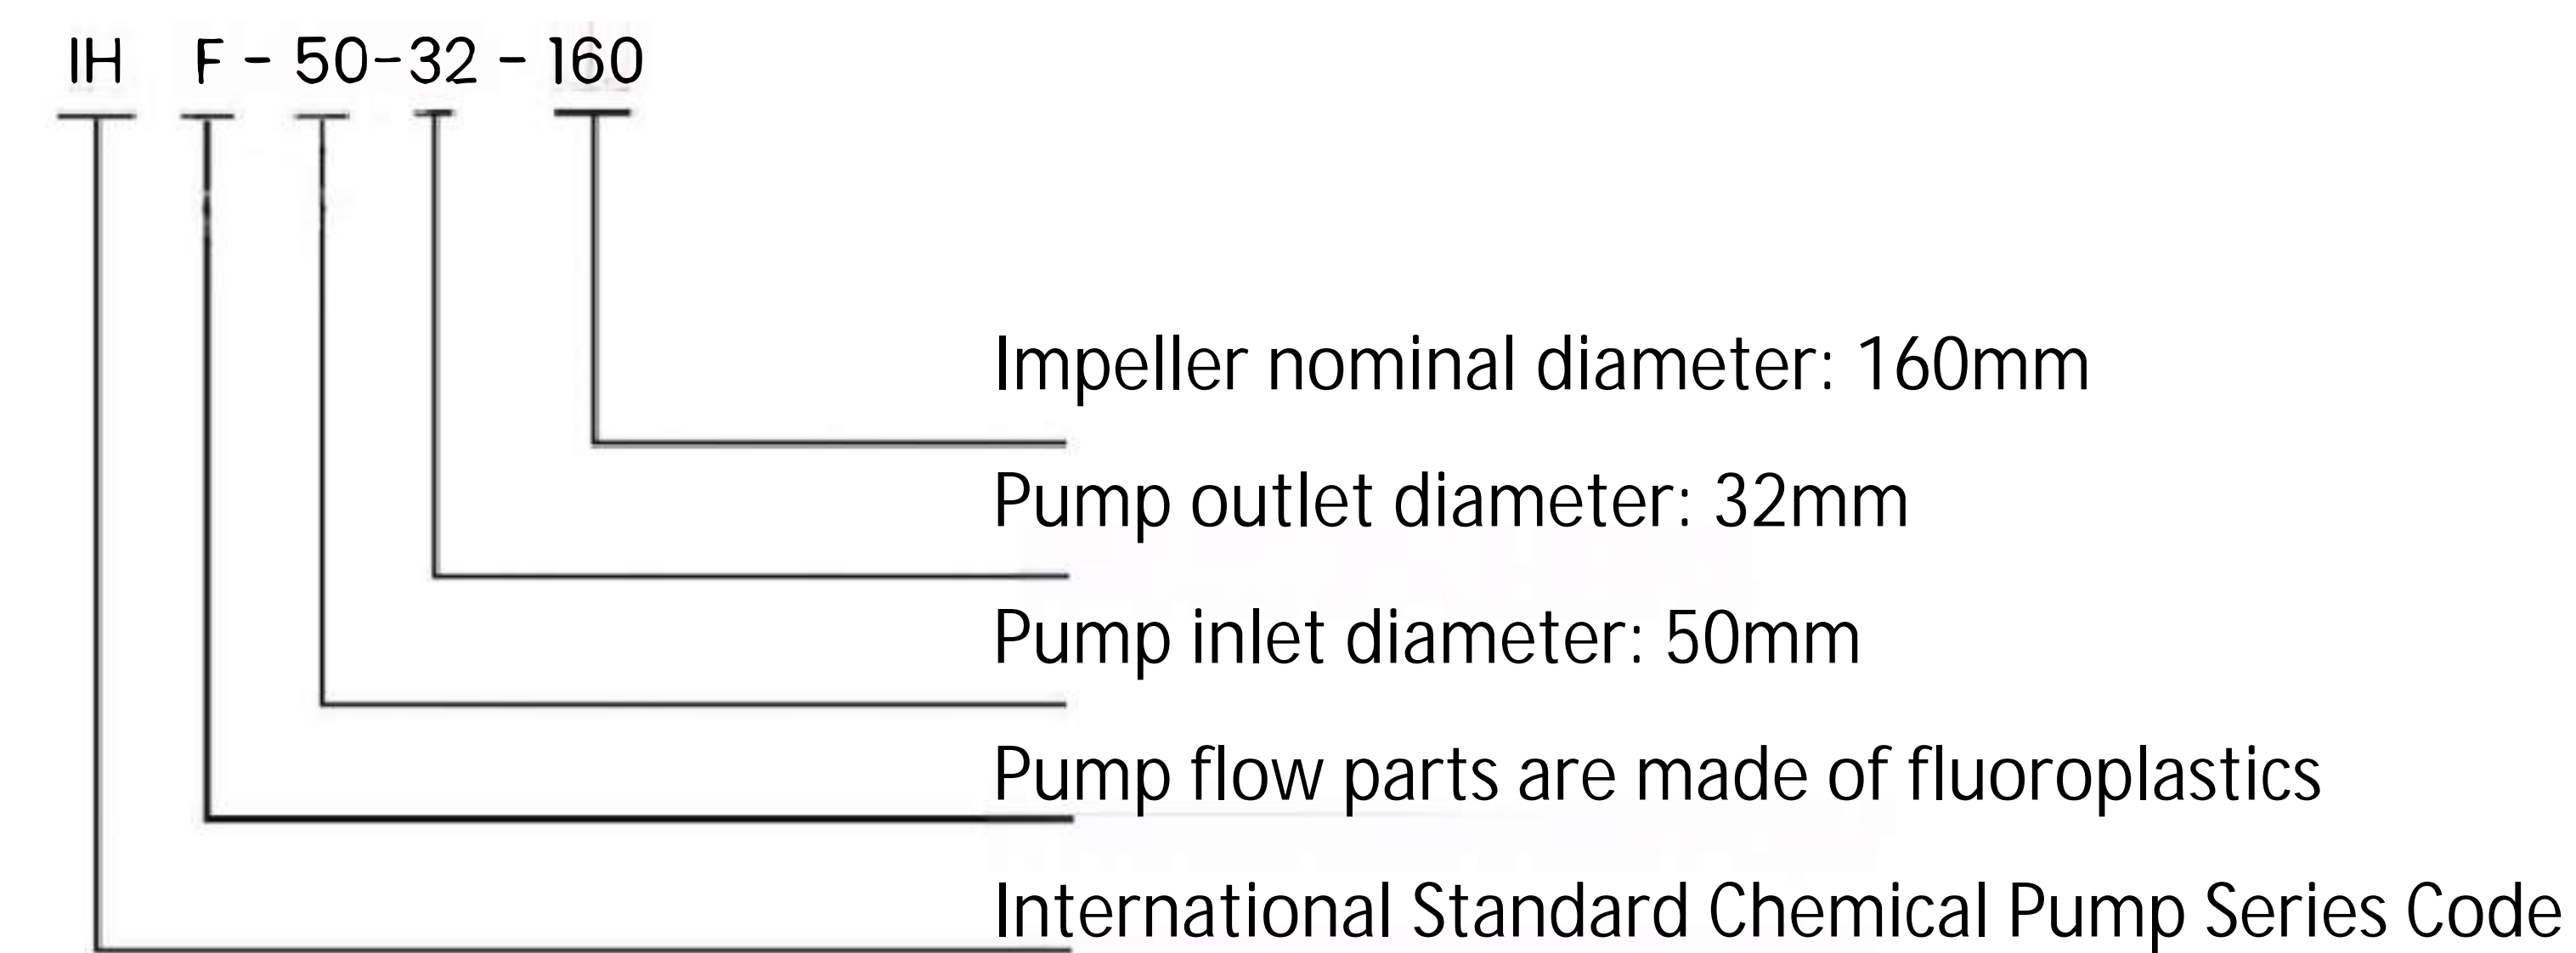 IH F - 50-32 - 160
Impeller nominal diameter: 160mm
Pump outlet diameter: 32mm
Pump inlet diameter: 50mm
Pump flow parts are made of fluoroplastics
International Standard Chemical Pump Series Code